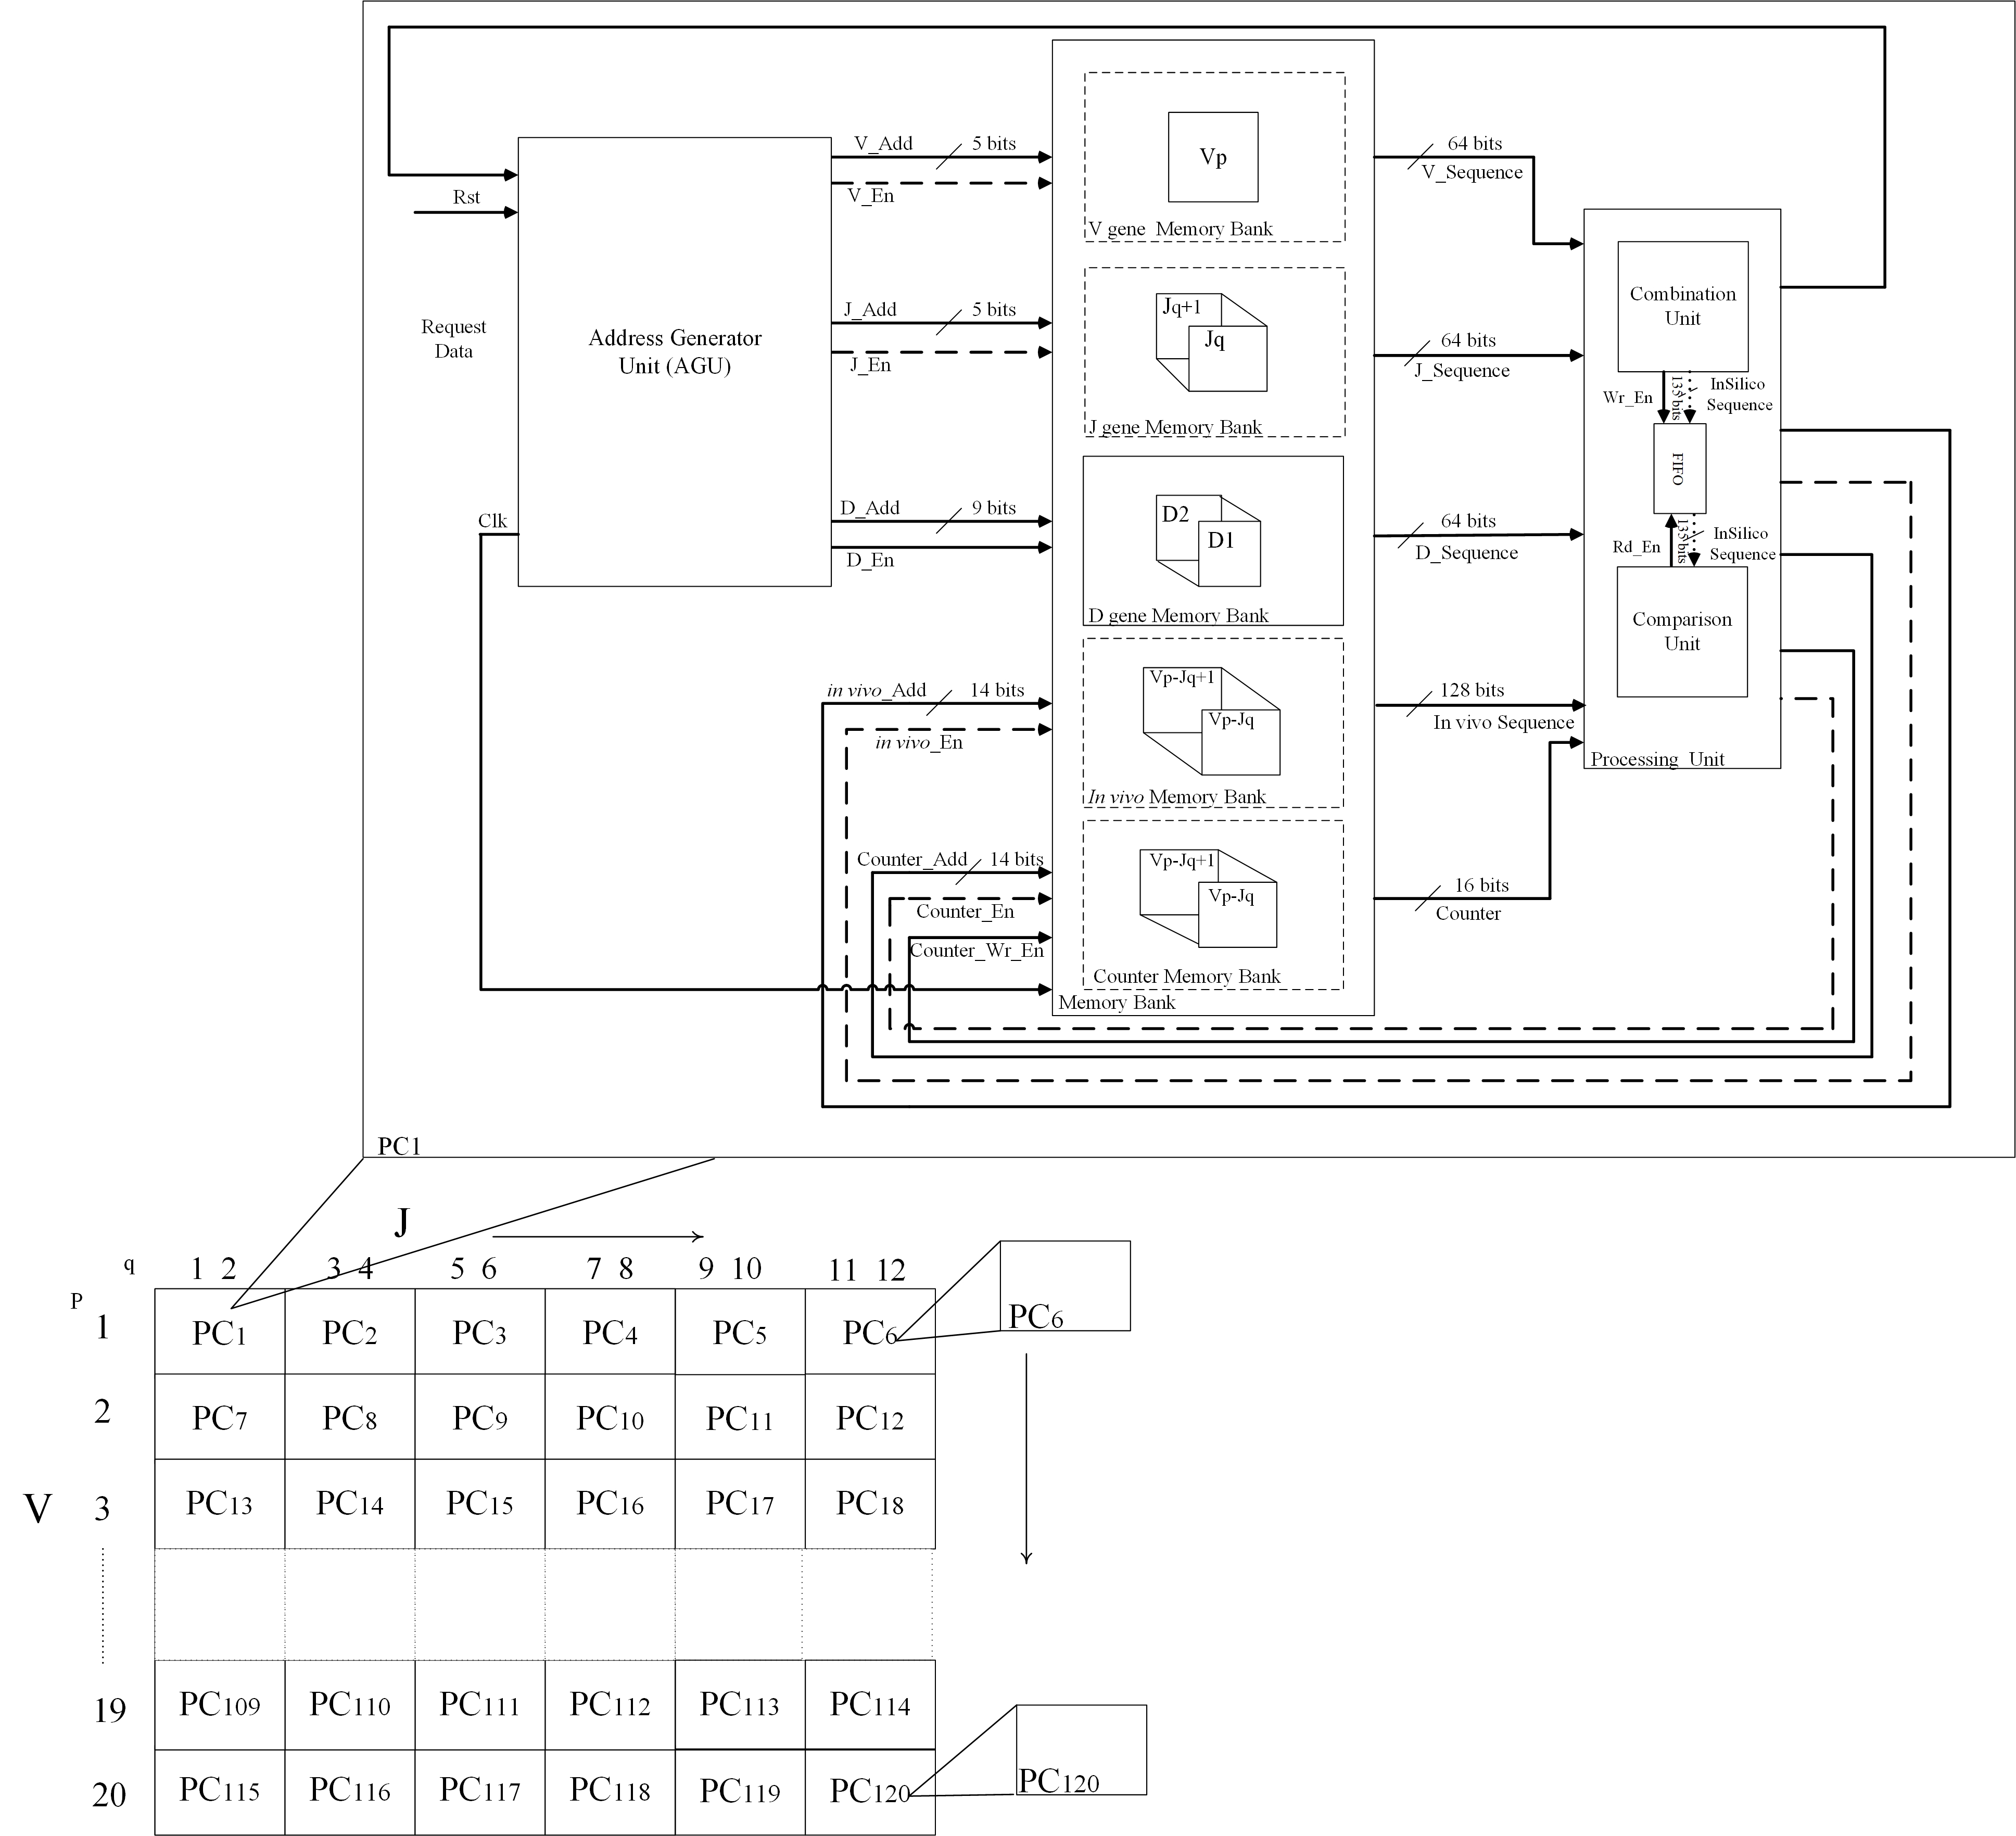 Rst
Request
Data
Clk
Address Generator
Unit (AGU)
V_Add
5 bits
V_En
J_Add
5 bits
J_En
D_Add
9 bits
D_En
in vivo_Add
14 bits
in vivo_En
Counter_Add
14 bits
Counter_En
Counter_Wr_En
Vp
V gene Memory Bank
Jq+1
Jq
J gene Memory Bank
D2
D1
D gene Memory Bank
Vp-Jq+1
Vp-Jq
In vivo Memory Bank
Vp-Jq+1
Vp-Jq
Counter Memory Bank
Memory Bank
64 bits
V_Sequence
64 bits
J_Sequence
64 bits
D_Sequence
128 bits
In vivo Sequence
16 bits
Counter
Combination
Unit
Wr_En
135 bits
InSilico
Sequence
FIFO
Rd_En
135 bits
InSilico
Sequence
Comparison
Unit
Processing Unit
PC1
J
q
1 2
3 4
5 6
7 8
9 10
11 12
P
V
1
PC1 PC2 PC3 PC4 PC5 PC6
PC6
2
PC7 PC8 PC9 PC10 PC11 PC12
3
PC13 PC14 PC15 PC16 PC17 PC18
19
PC109 PC110 PC111 PC112 PC113 PC114
20
PC115 PC116 PC117 PC118 PC119 PC120
PC120